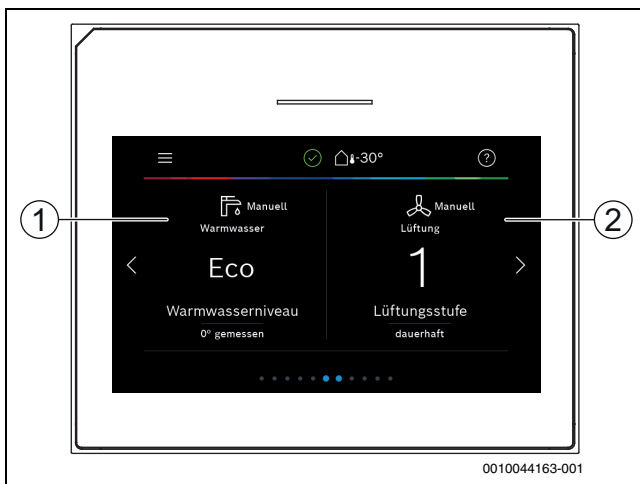 -30°
?
1
Manuell
Warmwasser
Eco
Warmwasserniveau
0° gemessen
Manuell
Lüftung
1
Lüftungsstufe
dauerhaft
2
0010044163-001